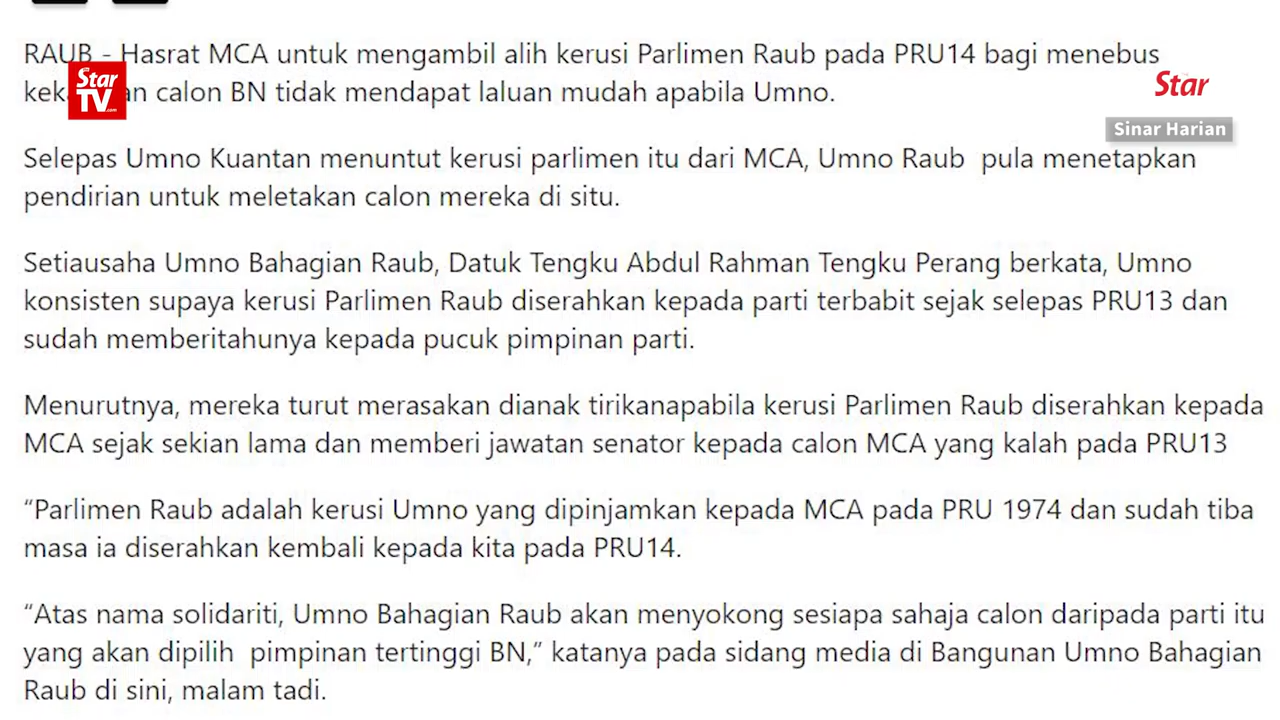 RAUB - Hasrat MCA untuk mengambil alih kerusi Parlimen Raub pada PRU14 bagi menebus
calon BN tidak mendapat laluan mudah apabila Umno.
Star
TV.com
Star
Sinar Harian
Selepas Umno Kuantan menuntut kerusi parlimen itu dari MCA, Umno Raub pula menetapkan
pendirian untuk meletakan calon mereka di situ.
Setiausaha Umno Bahagian Raub, Datuk Tengku Abdul Rahman Tengku Perang berkata, Umno
konsisten supaya kerusi Parlimen Raub diserahkan kepada parti terbabit sejak selepas PRU13 dan
sudah memberitahunya kepada pucuk pimpinan parti.
Menurutnya, mereka turut merasakan dianak tirikanapabila kerusi Parlimen Raub diserahkan kepada
MCA sejak sekian lama dan memberi jawatan senator kepada calon MCA yang kalah pada PRU13
“Parlimen Raub adalah kerusi Umno yang dipinjamkan kepada MCA pada PRU 1974 dan sudah tiba
masa ia diserahkan kembali kepada kita pada PRU14.
“Atas nama solidariti, Umno Bahagian Raub akan menyokong sesiapa sahaja calon daripada parti itu
yang akan dipilih pimpinan tertinggi BN,” katanya pada sidang media di Bangunan Umno Bahagian
Raub di sini, malam tadi.